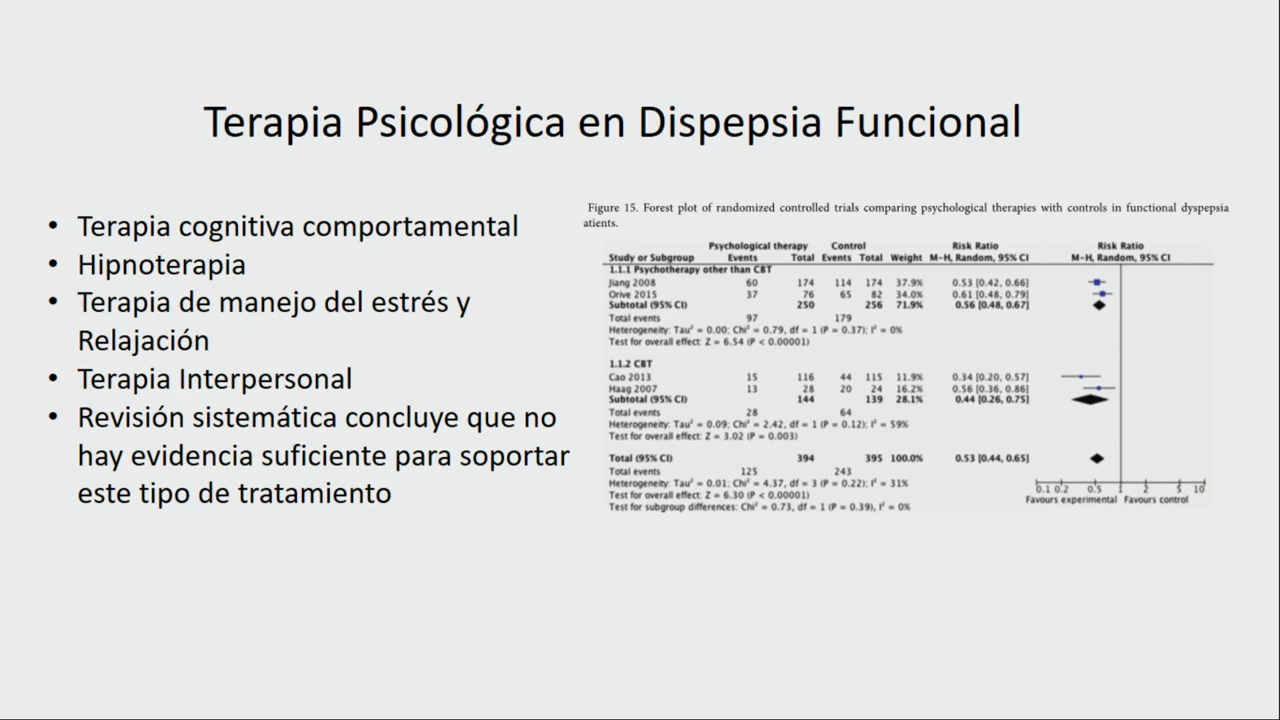 Terapia Psicológica en Dispepsia Funcional
• Terapia cognitiva comportamental
• Hipnoterapia
• Terapia de manejo del estrés y
Relajación
• Terapia Interpersonal
• Revisión sistemática concluye que no
hay evidencia suficiente para soportar
este tipo de tratamiento
Figure 15. Forest plot of randomized controlled trials comparing psychological therapies with controls in functional dyspepsia
atients.
Psychological therapy Control Risk Ratio Risk Ratio
Study or Subgroup Events Total Events Total Weight M-H, Random, 95% CI M-H, Random, 95% CI
1.1.1 Psychotherapy other than CBT
Jiang 2008 60 174 114 174 37.9% 0.53 [0.42, 0.66]
Orive 2015 37 76 65 82 34.0% 0.61 [0.48, 0.79]
Subtotal (95% CI) 250 256 71.9% 0.56 [0.48, 0.67]
Total events 97 179
Heterogeneity: Tau² = 0.00; Chi² = 0.79, df = 1 (P = 0.37); I² = 0%
Test for overall effect: Z = 6.54 (P < 0.00001)
1.1.2 CBT
Cao 2013 15 116 44 115 11.9% 0.34 [0.20, 0.57]
Haag 2007 13 28 20 24 16.2% 0.56 [0.36, 0.86]
Subtotal (95% CI) 144 139 28.1% 0.44 [0.26, 0.75]
Total events 28 64
Heterogeneity: Tau² = 0.09; Chi² = 2.42, df = 1 (P = 0.12); I² = 59%
Test for overall effect: Z = 3.02 (P = 0.003)
Total (95% CI) 394 395 100.0% 0.53 [0.44, 0.65]
Total events 125 243
Heterogeneity: Tau² = 0.01; Chi² = 4.37, df = 3 (P = 0.22); I² = 31%
Test for overall effect: Z = 6.30 (P < 0.00001)
Test for subgroup differences: Chi² = 0.73, df = 1 (P = 0.39), I² = 0%
0.1 0.2 0.5 1 2 5 10
Favours experimental Favours control